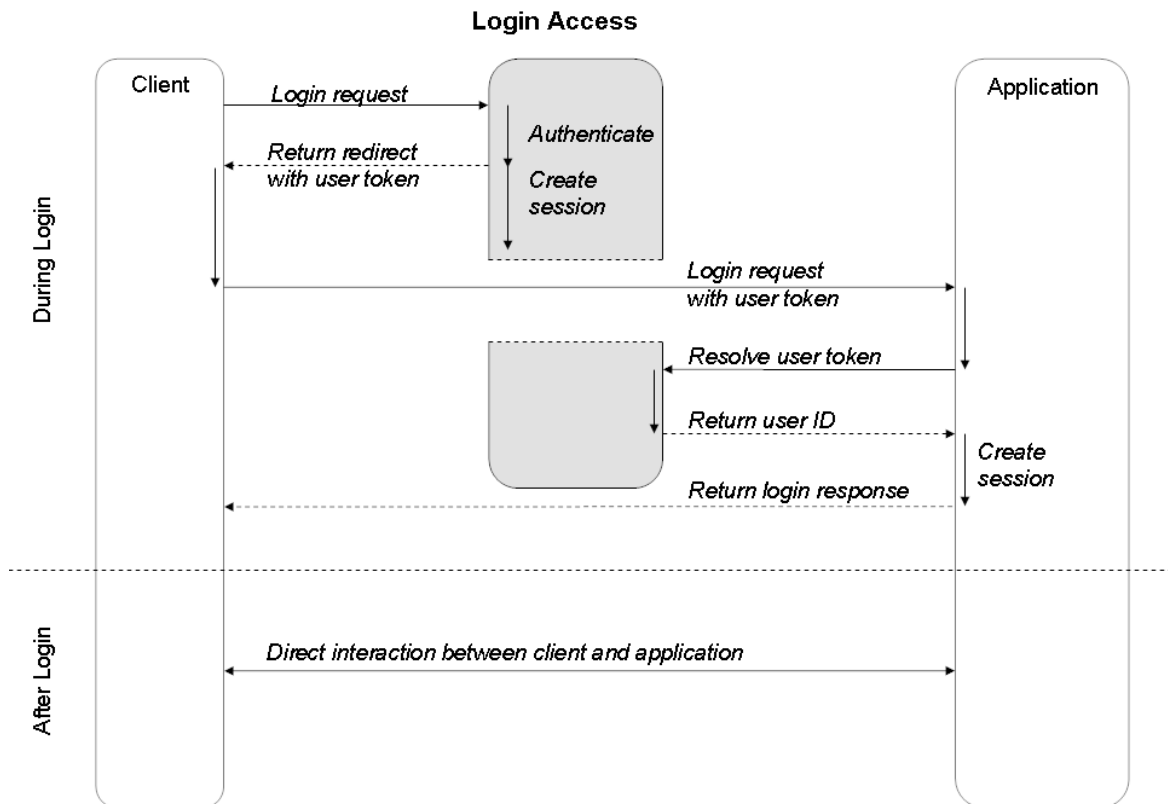 Login Access
Client
Application
Login request
Authenticate
Return redirect
with user token
Create
session
During Login
Login request
with user token
Resolve user token
Return user ID
Create
session
Return login response
After Login
Direct interaction between client and application